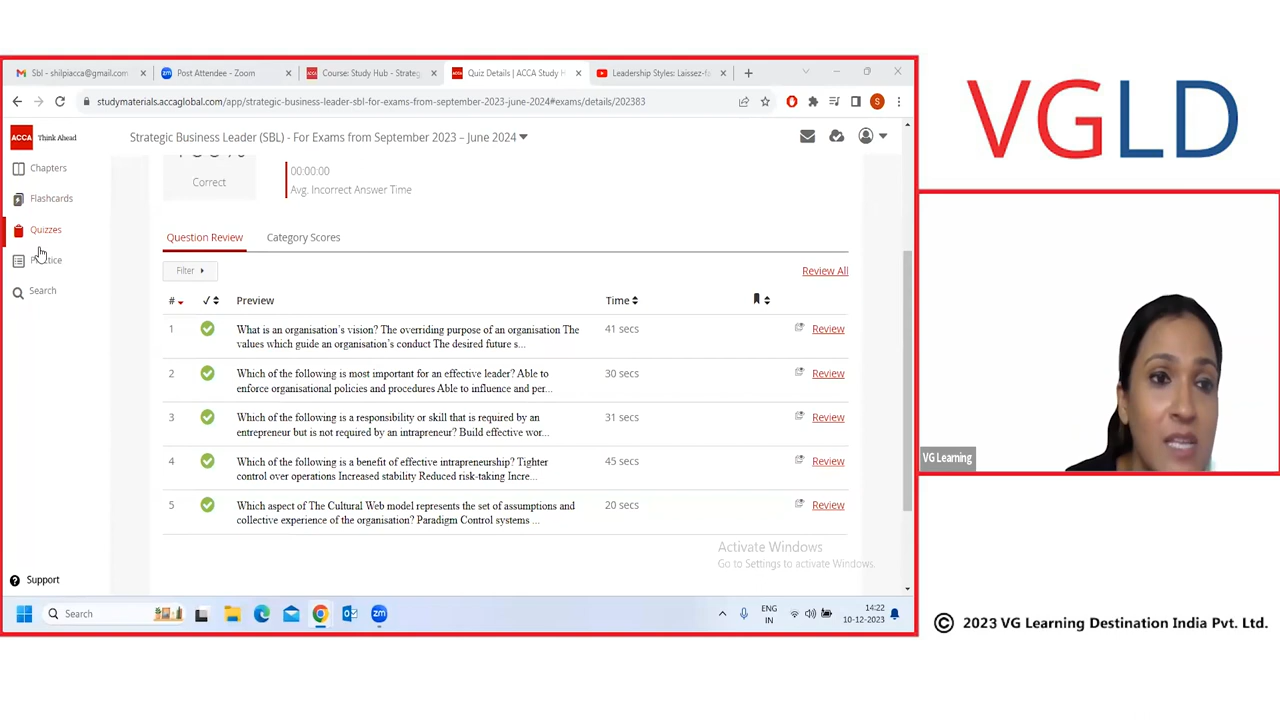 Sbl - shilpiacca@gmail.com
Post Attendee - Zoom
Course: Study Hub - Strateg
Quiz Details | ACCA Study H
Leadership Styles: Laissez-f
studymaterials.accaglobal.com/app/strategic-business-leader-sbl-for-exams-from-september-2023-june-2024#exams/details/202383
S
ACCA
Think Ahead
Strategic Business Leader (SBL) - For Exams from September 2023 – June 2024
Chapters
Flashcards
Quizzes
Search
Support
Correct
00:00:00
Avg. Incorrect Answer Time
Question Review
Category Scores
Filter
Review All
#
Preview
Time
1
What is an organisation's vision? The overriding purpose of an organisation The
values which guide an organisation's conduct The desired future s...
41 secs
Review
2
Which of the following is most important for an effective leader? Able to
enforce organisational policies and procedures Able to influence and per...
30 secs
Review
3
Which of the following is a responsibility or skill that is required by an
entrepreneur but is not required by an intrapreneur? Build effective wor...
31 secs
Review
4
Which of the following is a benefit of effective intrapreneurship? Tighter
control over operations Increased stability Reduced risk-taking Incre...
45 secs
Review
5
Which aspect of The Cultural Web model represents the set of assumptions and
collective experience of the organisation? Paradigm Control systems ...
20 secs
Review
Activate Windows
Go to Settings to activate Windows.
Search
zm
ENG
IN
14:22
10-12-2023
VGLD
VG Learning
© 2023 VG Learning Destination India Pvt. Ltd.